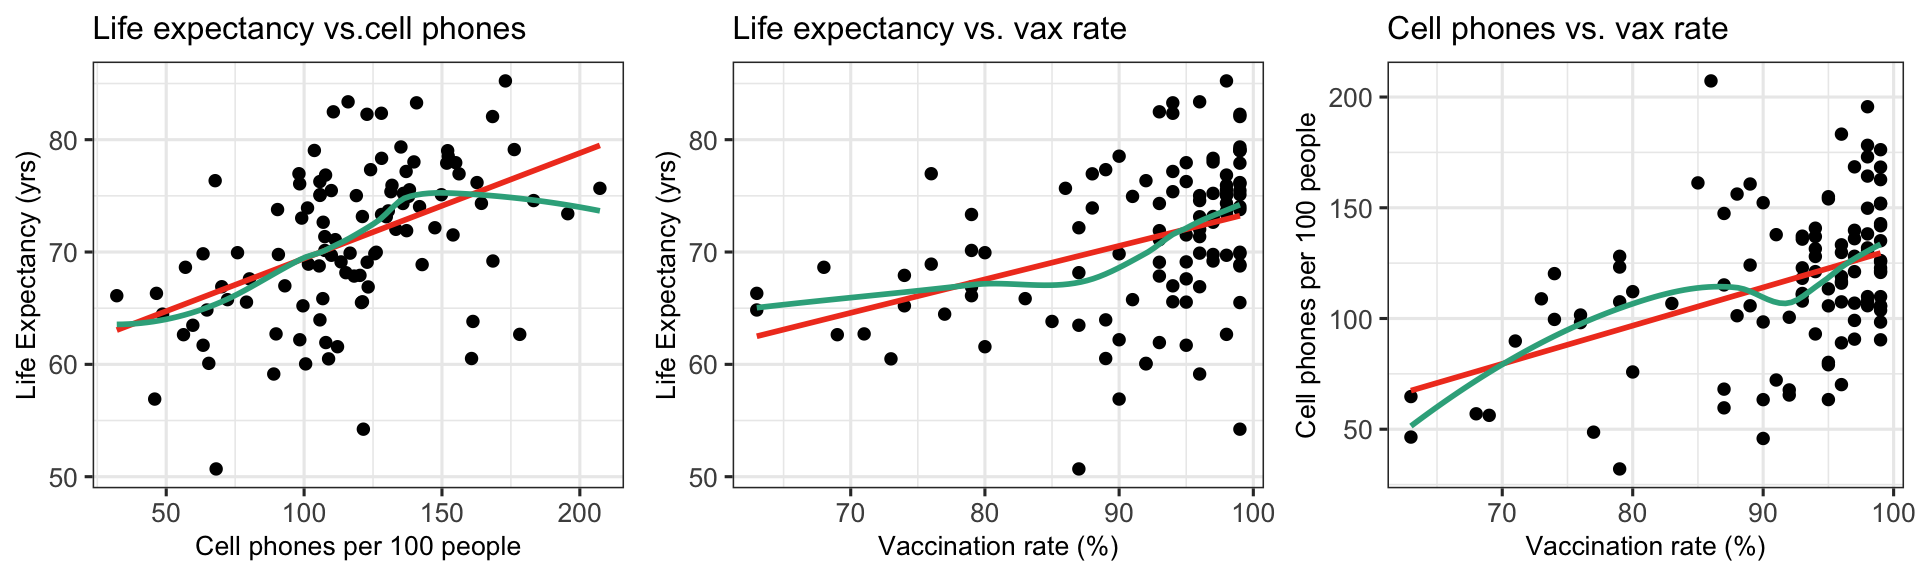 Life expectancy vs.cell phones
Life Expectancy (yrs)
80
70
60
50
50 100 150 200
Cell phones per 100 people
Life expectancy vs. vax rate
Life Expectancy (yrs)
80
70
60
50
70 80 90 100
Vaccination rate (%)
Cell phones vs. vax rate
Cell phones per 100 people
200
150
100
50
70 80 90 100
Vaccination rate (%)